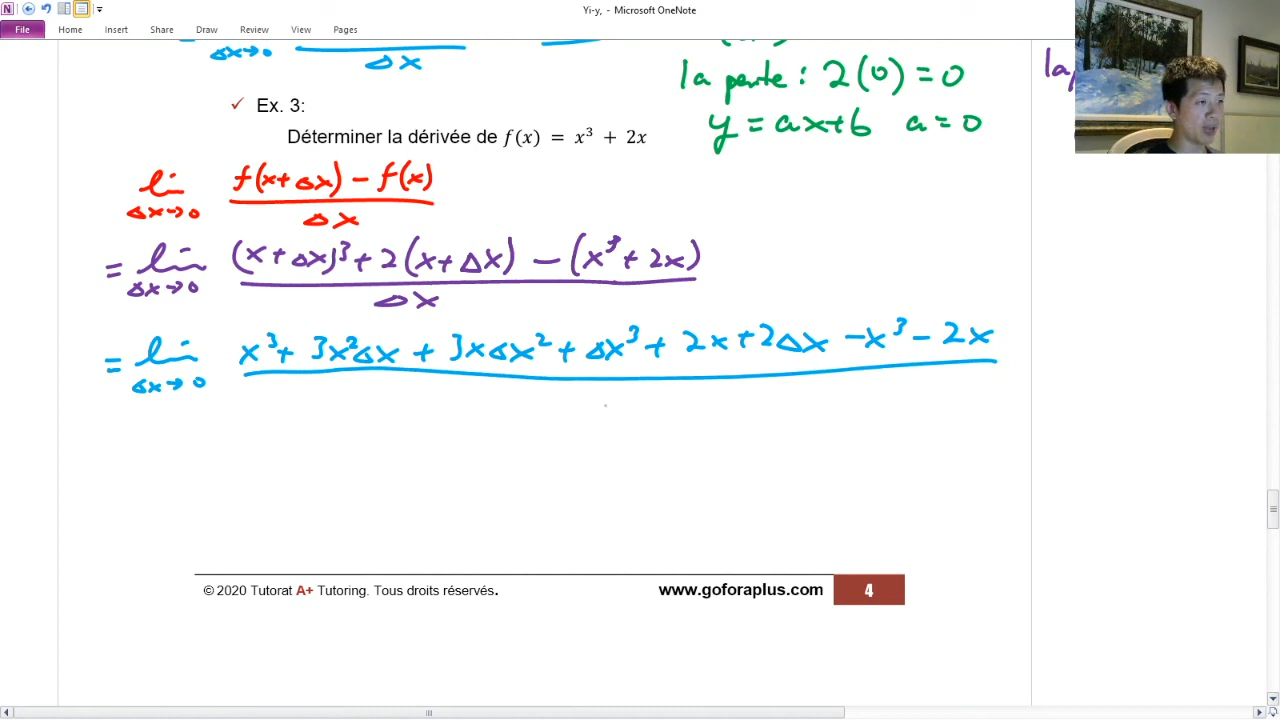 Yi-y, - Microsoft OneNote
File Home Insert Share Draw Review View Pages
Δx→0
Δx
la pente : 2(0) = 0
la
y = ax+b a = 0
✓ Ex. 3:
Déterminer la dérivée de f(x) = x³ + 2x
lim f(x+Δx) - f(x)
Δx→0 Δx
= lim (x+Δx)³ + 2(x+Δx) - (x³ + 2x)
Δx→0 Δx
= lim x³ + 3x²Δx + 3xΔx² + Δx³ + 2x + 2Δx - x³ - 2x
Δx→0
© 2020 Tutorat A+ Tutoring. Tous droits réservés. www.goforaplus.com 4